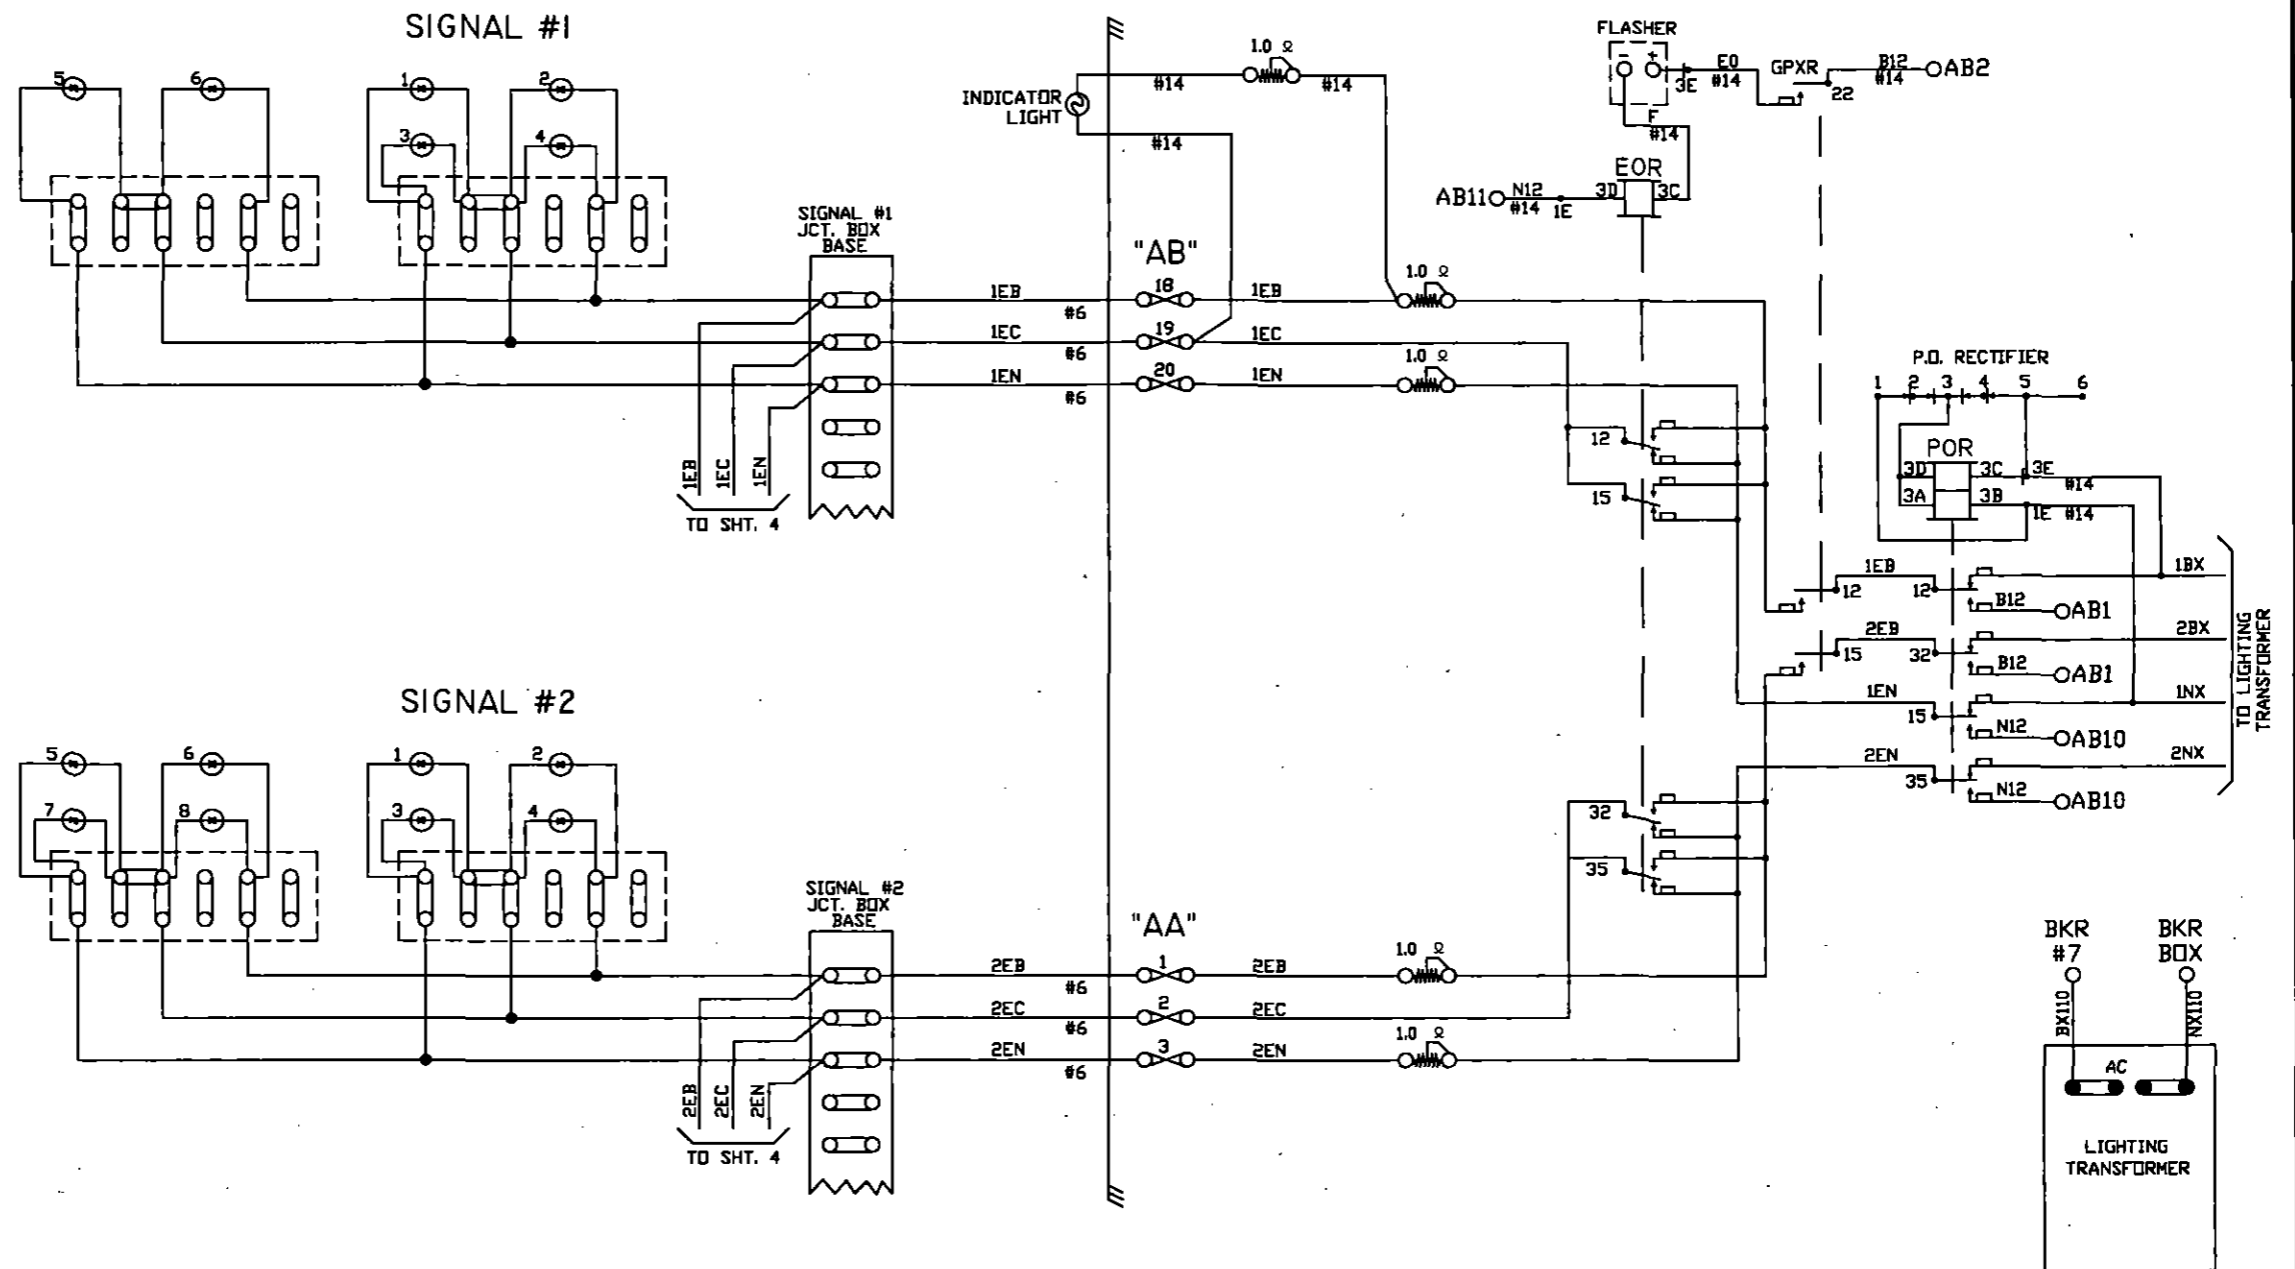 SIGNAL #1
5
6
1
2
3
4
SIGNAL #1
JCT. BOX
BASE
1EB
1EC
1EN
TO SHT. 4
1EB
#6
1EC
#6
1EN
#6
INDICATOR
LIGHT
#14
#14
1.0 Ω
#14
"AB"
18
19
20
1EB
1EC
1EN
1.0 Ω
1.0 Ω
FLASHER
- +
3E
E0
#14
GPXR
22
B12
#14
AB2
F
#14
EOR
AB11
N12
#14
1E
3D
3C
12
15
P.O. RECTIFIER
1 2 3 4 5 6
POR
3D
3C
3E
#14
3A
3B
1E
#14
1EB
12
12
B12
AB1
1BX
2EB
15
32
B12
AB1
2BX
1EN
15
N12
AB10
1NX
2EN
35
N12
AB10
2NX
TO LIGHTING
TRANSFORMER
SIGNAL #2
5
6
7
8
1
2
3
4
SIGNAL #2
JCT. BOX
BASE
2EB
2EC
2EN
TO SHT. 4
2EB
#6
2EC
#6
2EN
#6
"AA"
1
2
3
2EB
2EC
2EN
1.0 Ω
1.0 Ω
32
35
BKR
#7
BKR
BOX
BX110
NX110
AC
LIGHTING
TRANSFORMER